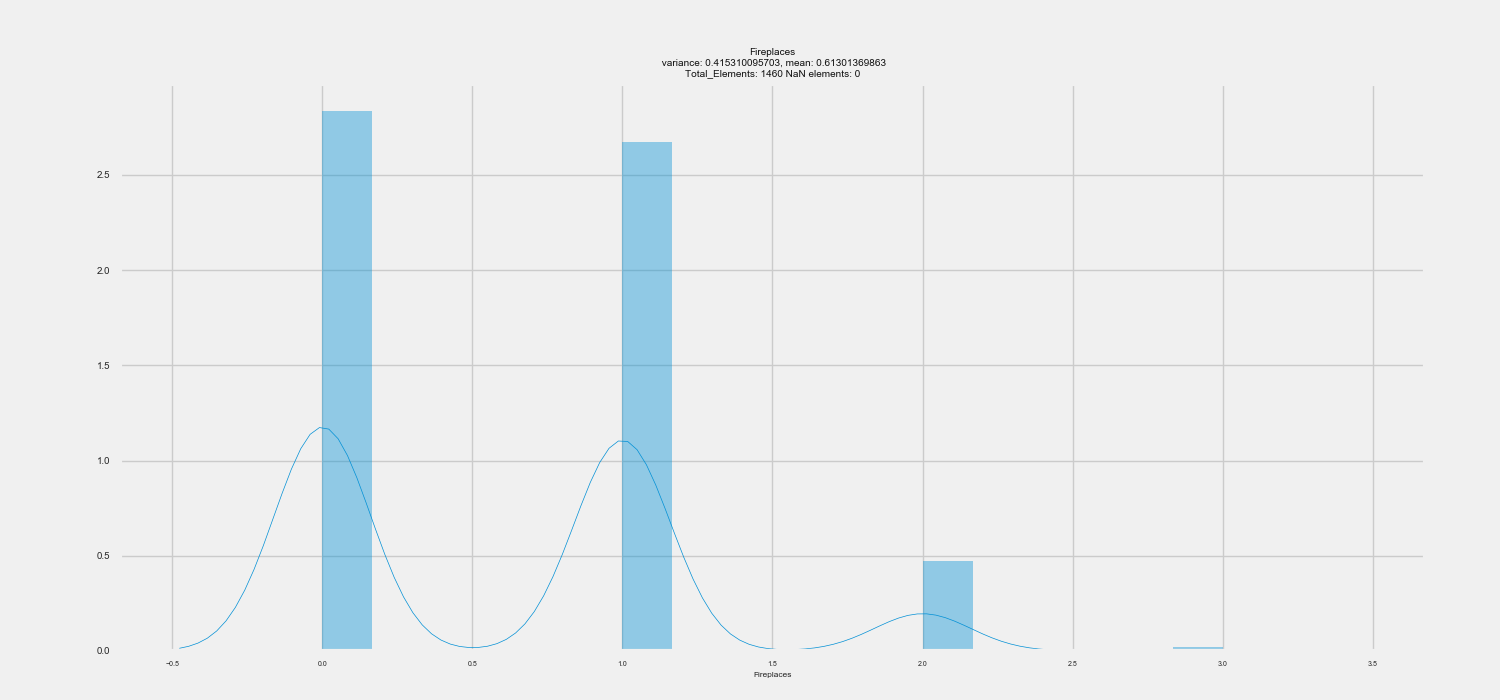 Fireplaces
variance: 0.415310095703, mean: 0.61301369863
Total_Elements: 1460 NaN elements: 0
2.5
2.0
1.5
1.0
0.5
0.0
−0.5 0.0 0.5 1.0 1.5 2.0 2.5 3.0 3.5
Fireplaces